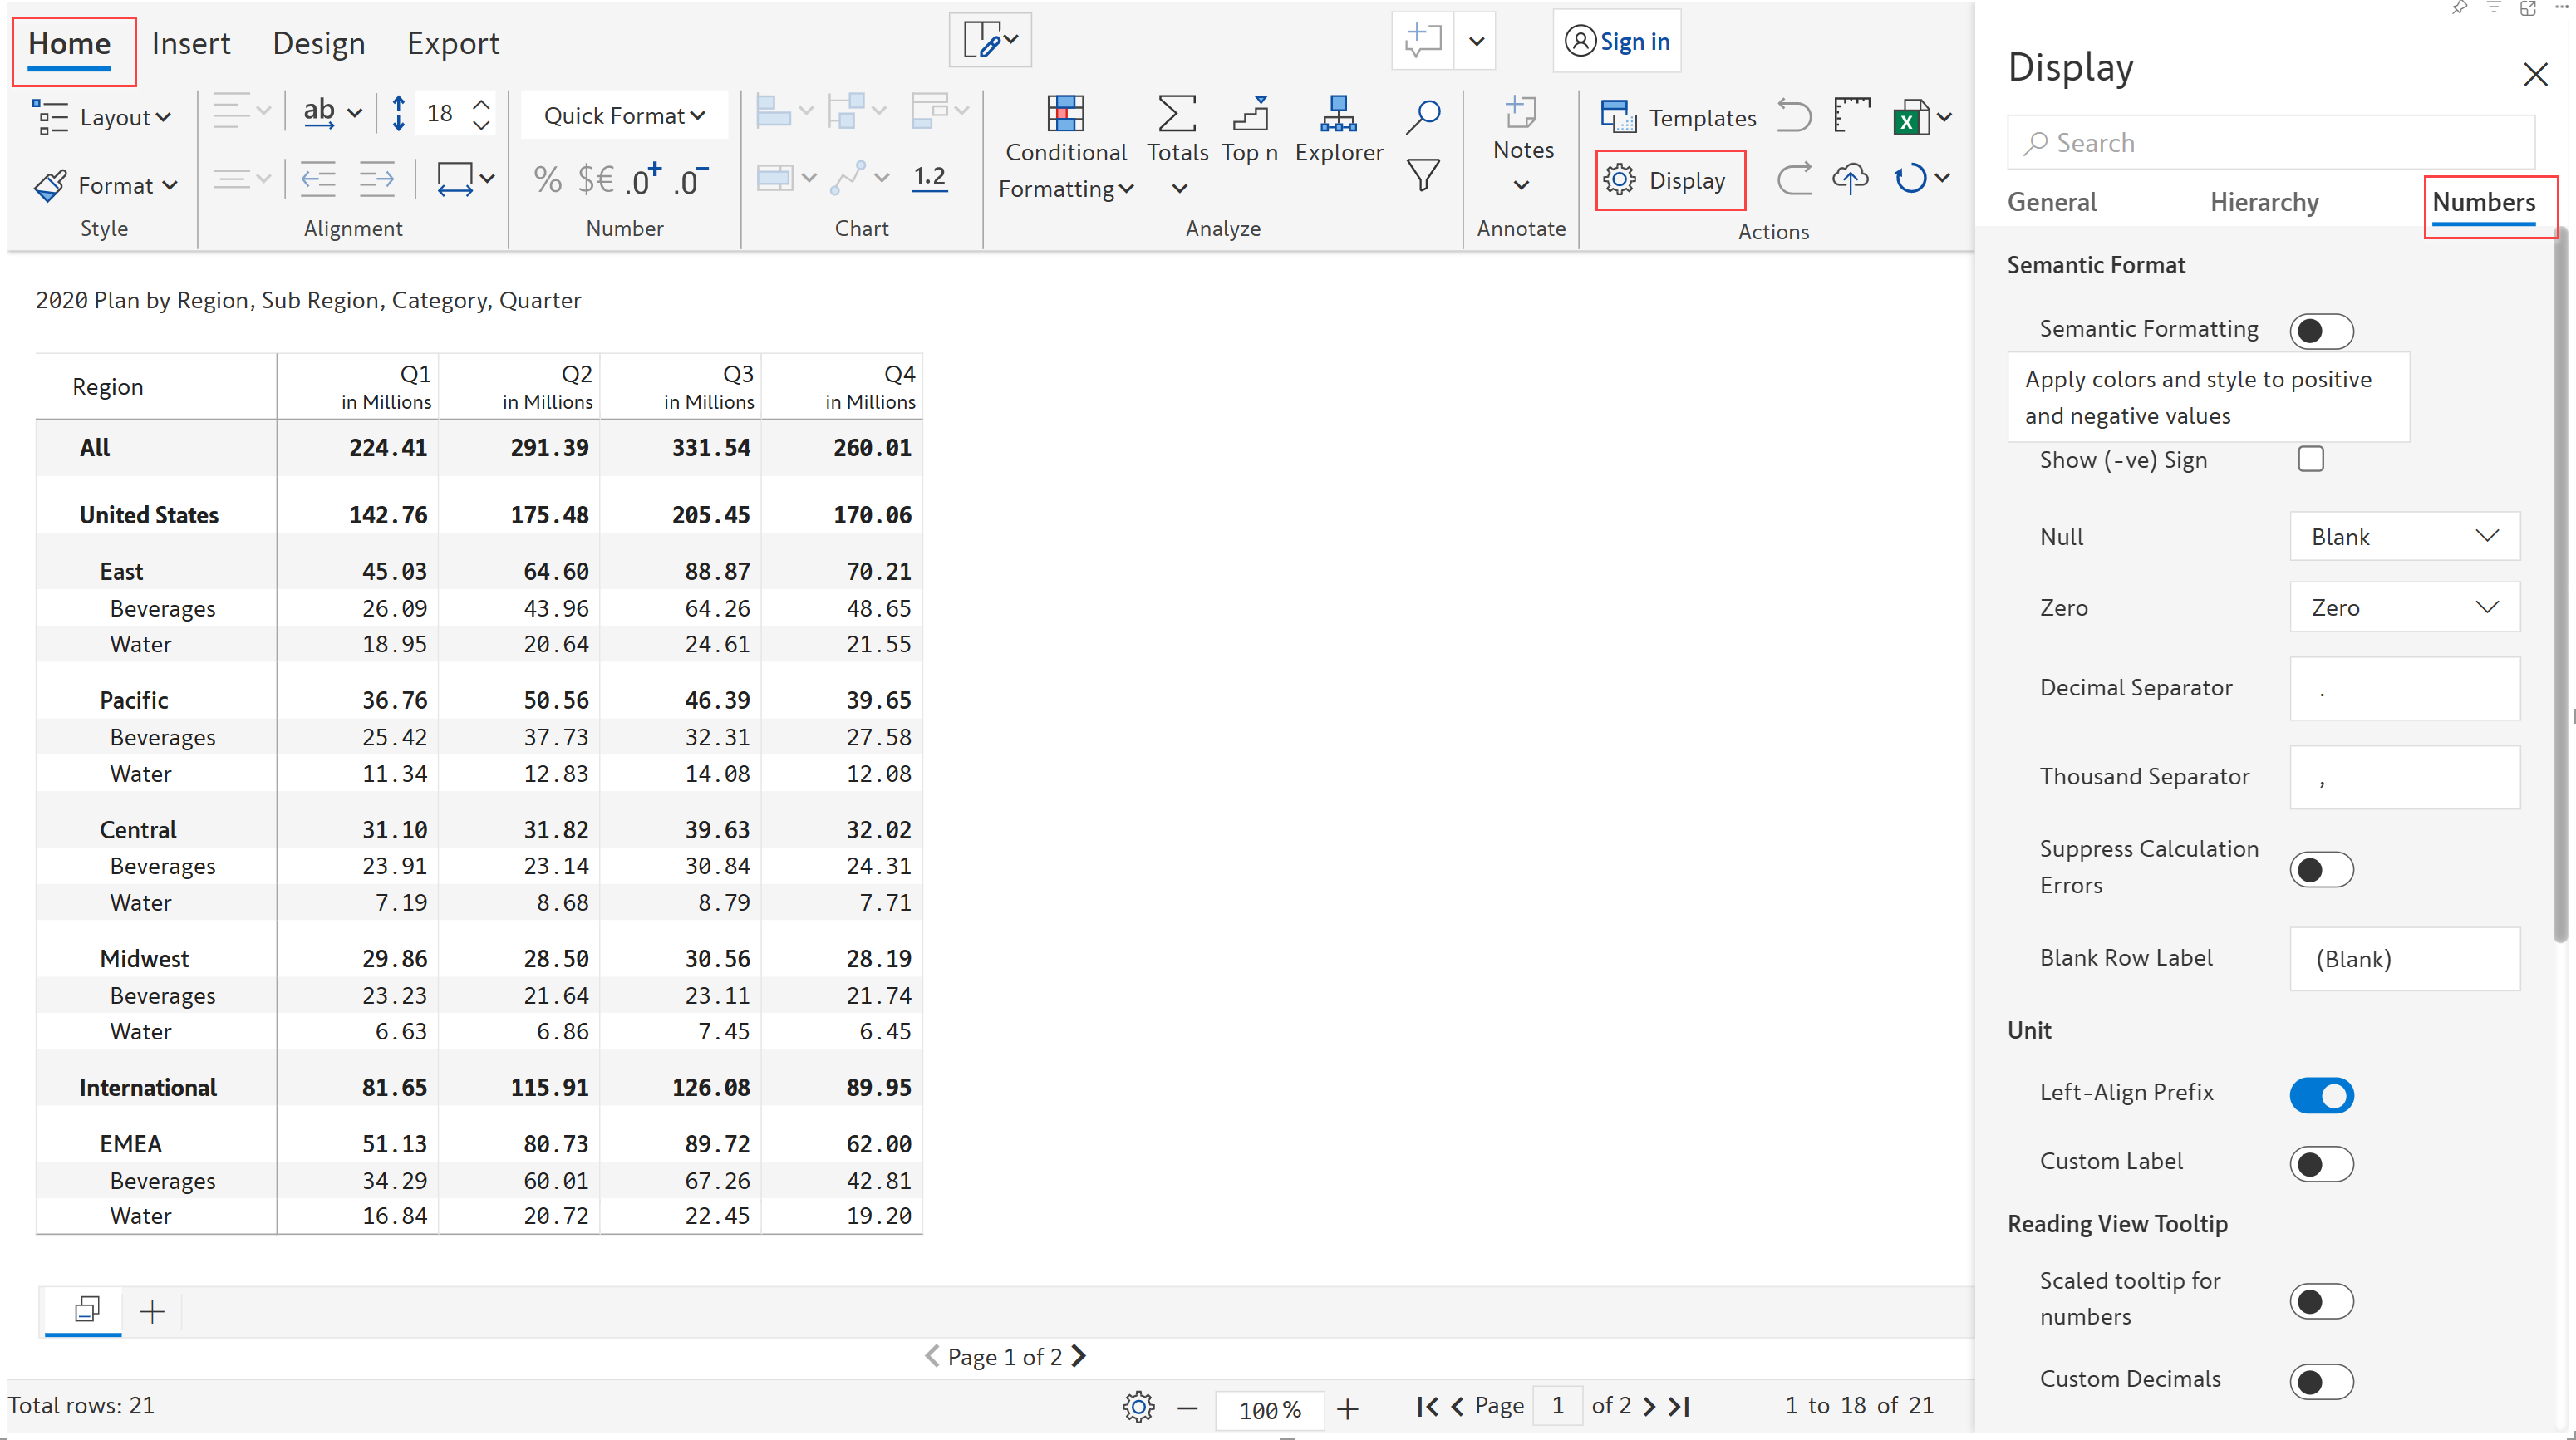 Home Insert Design Export
Sign in
Layout
ab
18
Quick Format
Format
% $€ .0+ .0-
1.2
Conditional Formatting
Totals
Top n
Explorer
Notes
Templates
Display
Style
Alignment
Number
Chart
Analyze
Annotate
Actions
2020 Plan by Region, Sub Region, Category, Quarter
Region Q1 Q2 Q3 Q4
in Millions in Millions in Millions in Millions
All 224.41 291.39 331.54 260.01
United States 142.76 175.48 205.45 170.06
East 45.03 64.60 88.87 70.21
Beverages 26.09 43.96 64.26 48.65
Water 18.95 20.64 24.61 21.55
Pacific 36.76 50.56 46.39 39.65
Beverages 25.42 37.73 32.31 27.58
Water 11.34 12.83 14.08 12.08
Central 31.10 31.82 39.63 32.02
Beverages 23.91 23.14 30.84 24.31
Water 7.19 8.68 8.79 7.71
Midwest 29.86 28.50 30.56 28.19
Beverages 23.23 21.64 23.11 21.74
Water 6.63 6.86 7.45 6.45
International 81.65 115.91 126.08 89.95
EMEA 51.13 80.73 89.72 62.00
Beverages 34.29 60.01 67.26 42.81
Water 16.84 20.72 22.45 19.20
Page 1 of 2
Total rows: 21
100 %
Page 1 of 2
1 to 18 of 21
Display
Search
General Hierarchy Numbers
Semantic Format
Semantic Formatting
Apply colors and style to positive
and negative values
Show (-ve) Sign
Null Blank
Zero Zero
Decimal Separator .
Thousand Separator ,
Suppress Calculation
Errors
Blank Row Label (Blank)
Unit
Left-Align Prefix
Custom Label
Reading View Tooltip
Scaled tooltip for
numbers
Custom Decimals